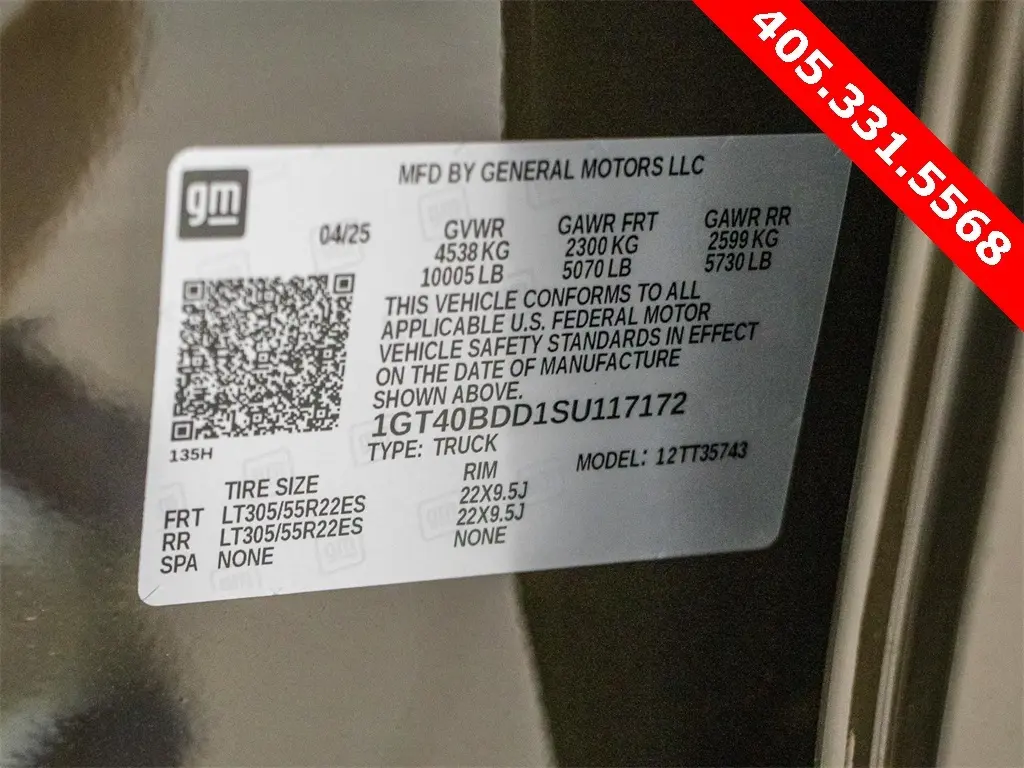 405.331.5568
gm
MFD BY GENERAL MOTORS LLC
04/25
GVWR GAWR FRT GAWR RR
4538 KG 2300 KG 2599 KG
10005 LB 5070 LB 5730 LB
THIS VEHICLE CONFORMS TO ALL
APPLICABLE U.S. FEDERAL MOTOR
VEHICLE SAFETY STANDARDS IN EFFECT
ON THE DATE OF MANUFACTURE
SHOWN ABOVE.
1GT40BDD1SU117172
TYPE: TRUCK MODEL: 12TT35743
135H
TIRE SIZE RIM
FRT LT305/55R22ES 22X9.5J
RR LT305/55R22ES 22X9.5J
SPA NONE NONE